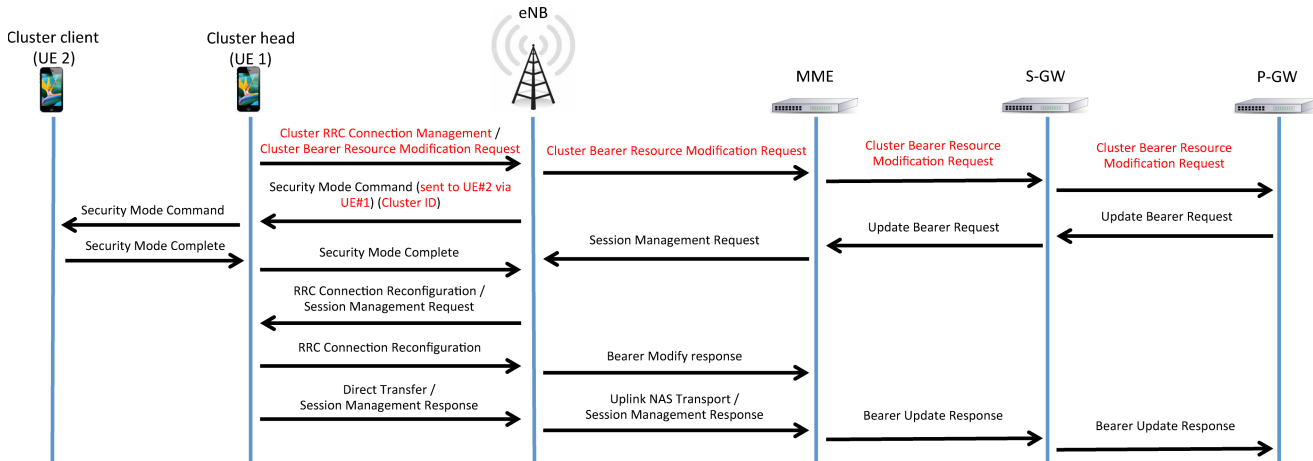 eNB
Cluster client
(UE 2)
Cluster head
(UE 1)
MME
S-GW
P-GW
Cluster RRC Connection Management /
Cluster Bearer Resource Modification Request
Cluster Bearer Resource Modification Request
Cluster Bearer Resource
Modification Request
Cluster Bearer Resource
Modification Request
Security Mode Command (sent to UE#2 via
UE#1) (Cluster ID)
Security Mode Command
Update Bearer Request
Update Bearer Request
Session Management Request
Security Mode Complete
Security Mode Complete
RRC Connection Reconfiguration /
Session Management Request
RRC Connection Reconfiguration
Bearer Modify response
Direct Transfer /
Session Management Response
Uplink NAS Transport /
Session Management Response
Bearer Update Response
Bearer Update Response